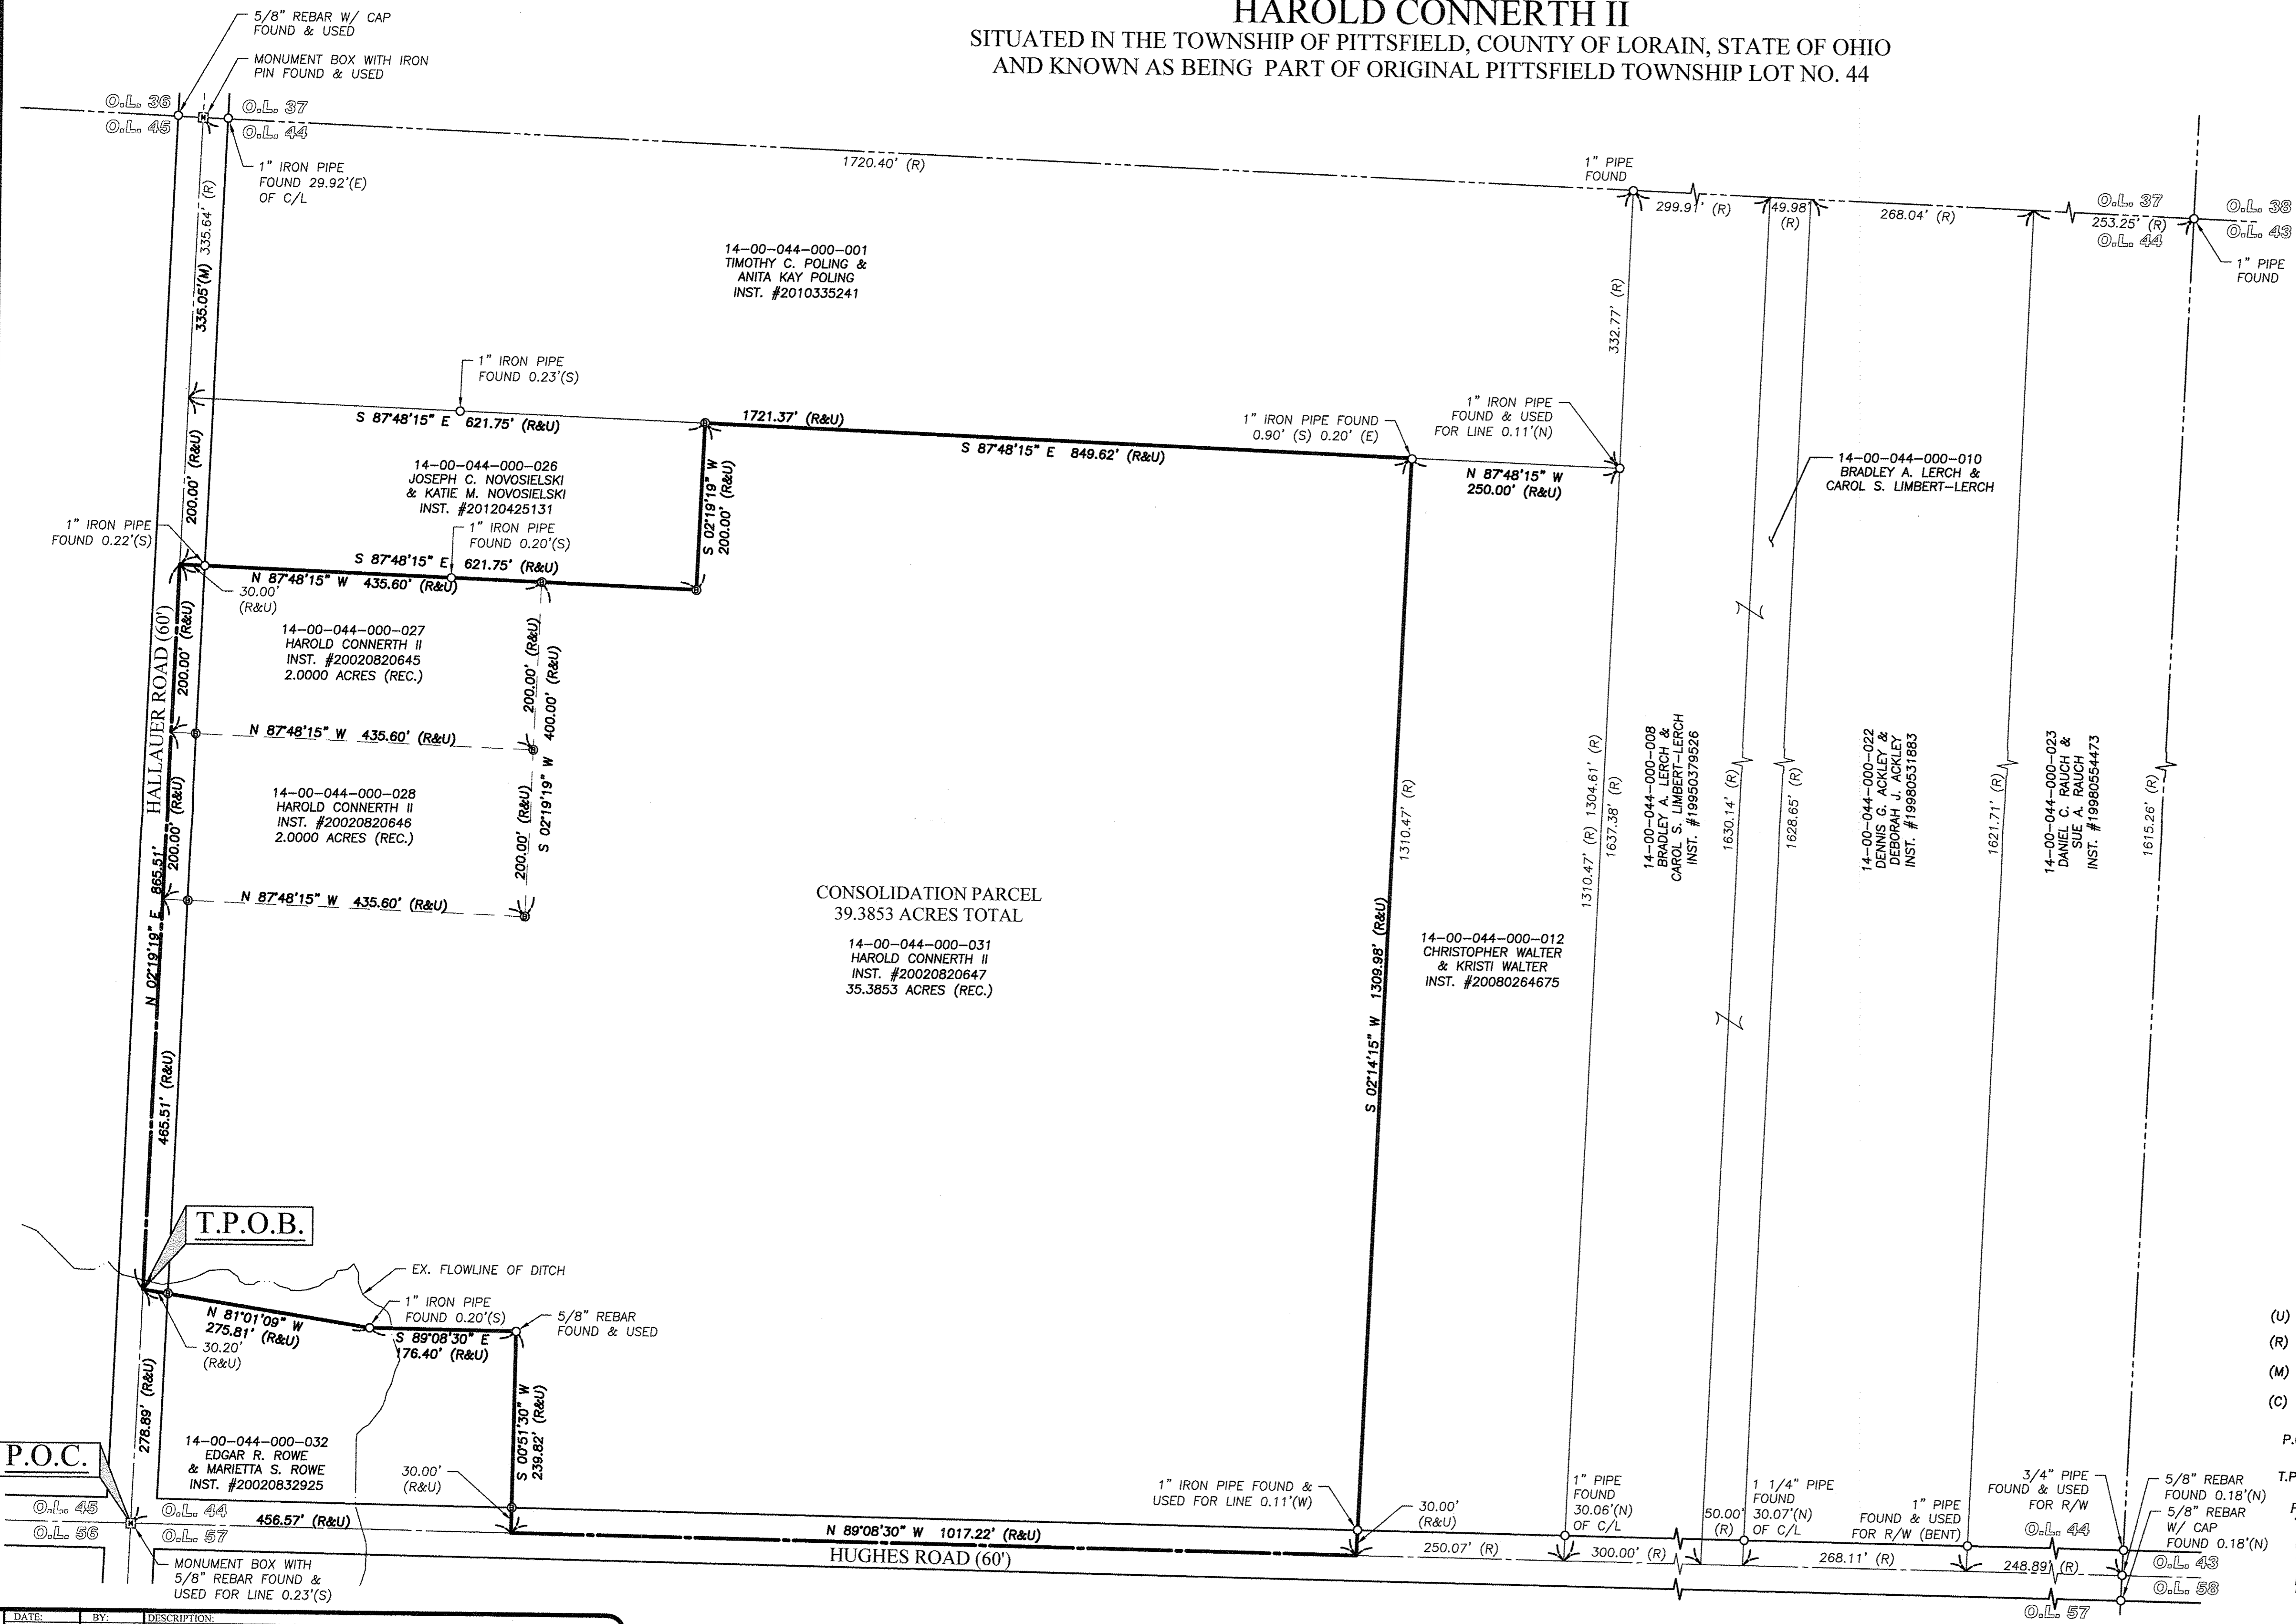 HAROLD CONNERTH II
SITUATED IN THE TOWNSHIP OF PITTSFIELD, COUNTY OF LORAIN, STATE OF OHIO
AND KNOWN AS BEING PART OF ORIGINAL PITTSFIELD TOWNSHIP LOT NO. 44
5/8" REBAR W/ CAP
FOUND & USED
MONUMENT BOX WITH IRON
PIN FOUND & USED
O.L. 36
O.L. 37
O.L. 45
O.L. 44
M
1" IRON PIPE
FOUND 29.92'(E)
OF C/L
335.05'(M) 335.64' (R)
1720.40' (R)
1" PIPE
FOUND
299.91' (R)
49.98'
(R)
268.04' (R)
O.L. 37
253.25' (R)
O.L. 44
O.L. 38
O.L. 43
1" PIPE
FOUND
14-00-044-000-001
TIMOTHY C. POLING &
ANITA KAY POLING
INST. #2010335241
332.77' (R)
1" IRON PIPE
FOUND 0.23'(S)
S 87°48'15" E 621.75' (R&U)
1721.37' (R&U)
S 87°48'15" E 849.62' (R&U)
1" IRON PIPE FOUND
0.90' (S) 0.20' (E)
1" IRON PIPE
FOUND & USED
FOR LINE 0.11'(N)
N 87°48'15" W
250.00' (R&U)
14-00-044-000-010
BRADLEY A. LERCH &
CAROL S. LIMBERT-LERCH
200.00' (R&U)
14-00-044-000-026
JOSEPH C. NOVOSIELSKI
& KATIE M. NOVOSIELSKI
INST. #20120425131
S 02°19'19" W
200.00' (R&U)
1" IRON PIPE
FOUND 0.22'(S)
1" IRON PIPE
FOUND 0.20'(S)
S 87°48'15" E 621.75' (R&U)
N 87°48'15" W 435.60' (R&U)
30.00'
(R&U)
HALLAUER ROAD (60')
200.00' (R&U)
14-00-044-000-027
HAROLD CONNERTH II
INST. #20020820645
2.0000 ACRES (REC.)
200.00' (R&U)
S 02°19'19" W 400.00' (R&U)
N 87°48'15" W 435.60' (R&U)
200.00' (R&U)
14-00-044-000-028
HAROLD CONNERTH II
INST. #20020820646
2.0000 ACRES (REC.)
200.00' (R&U)
N 87°48'15" W 435.60' (R&U)
N 02°19'19" E 865.51'
465.51' (R&U)
CONSOLIDATION PARCEL
39.3853 ACRES TOTAL
14-00-044-000-031
HAROLD CONNERTH II
INST. #20020820647
35.3853 ACRES (REC.)
1310.47' (R)
S 02°14'15" W 1309.98' (R&U)
14-00-044-000-012
CHRISTOPHER WALTER
& KRISTI WALTER
INST. #20080264675
1310.47' (R) 1304.61' (R)
1637.38' (R)
14-00-044-000-008
BRADLEY A. LERCH &
CAROL S. LIMBERT-LERCH
INST. #19950379526
1630.14' (R)
1628.65' (R)
14-00-044-000-022
DENNIS G. ACKLEY &
DEBORAH J. ACKLEY
INST. #19980531883
1621.71' (R)
14-00-044-000-023
DANIEL C. RAUCH &
SUE A. RAUCH
INST. #19980554473
1615.26' (R)
T.P.O.B.
EX. FLOWLINE OF DITCH
N 81°01'09" W
275.81' (R&U)
30.20'
(R&U)
1" IRON PIPE
FOUND 0.20'(S)
S 89°08'30" E
176.40' (R&U)
5/8" REBAR
FOUND & USED
278.89' (R&U)
S 00°51'30" W
239.82' (R&U)
P.O.C.
14-00-044-000-032
EDGAR R. ROWE
& MARIETTA S. ROWE
INST. #20020832925
30.00'
(R&U)
O.L. 45
O.L. 44
O.L. 56
O.L. 57
M
456.57' (R&U)
MONUMENT BOX WITH
5/8" REBAR FOUND &
USED FOR LINE 0.23'(S)
N 89°08'30" W 1017.22' (R&U)
HUGHES ROAD (60')
1" IRON PIPE FOUND &
USED FOR LINE 0.11'(W)
30.00'
(R&U)
250.07' (R)
1" PIPE
FOUND
30.06'(N)
OF C/L
300.00' (R)
50.00'
(R)
1 1/4" PIPE
FOUND
30.07'(N)
OF C/L
268.11' (R)
1" PIPE
FOUND & USED
FOR R/W (BENT)
248.89' (R)
3/4" PIPE
FOUND & USED
FOR R/W
O.L. 44
O.L. 57
5/8" REBAR
FOUND 0.18'(N)
5/8" REBAR
W/ CAP
FOUND 0.18'(N)
O.L. 43
O.L. 58
(U)
(R)
(M)
(C)
DATE:
BY:
DESCRIPTION: